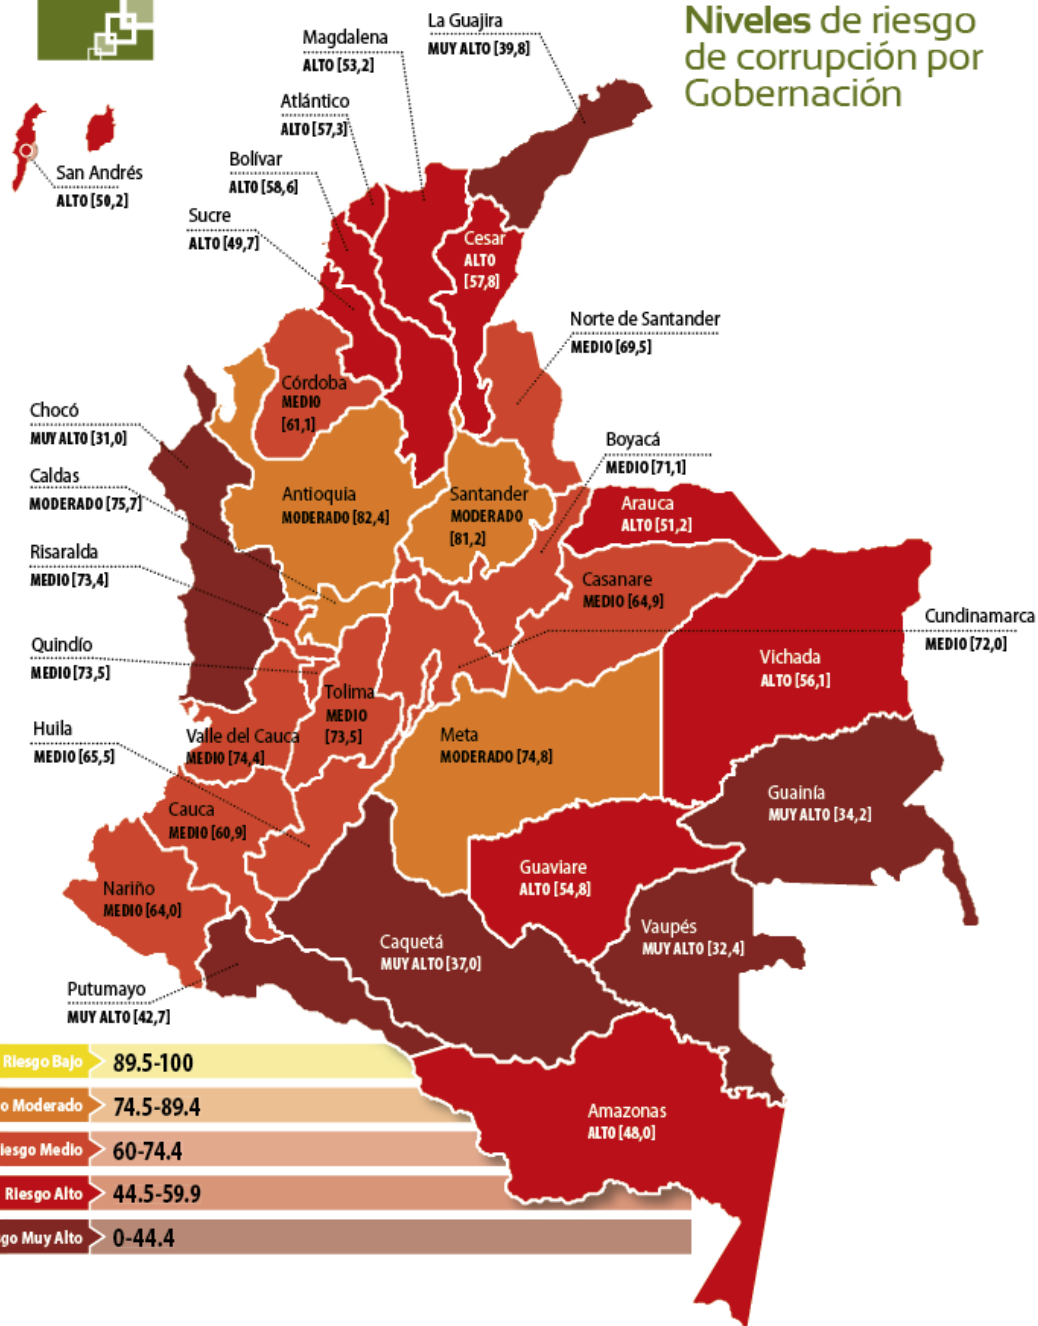 Niveles de riesgo
de corrupción por
Gobernación
La Guajira
MUY ALTO [39,8]
Magdalena
ALTO [53,2]
Atlántico
ALTO [57,3]
Bolívar
ALTO [58,6]
San Andrés
ALTO [50,2]
Sucre
ALTO [49,7]
Cesar
ALTO
[57,8]
Norte de Santander
MEDIO [69,5]
Córdoba
MEDIO
[61,1]
Chocó
MUY ALTO [31,0]
Boyacá
MEDIO [71,1]
Caldas
MODERADO [75,7]
Antioquia
MODERADO [82,4]
Santander
MODERADO
[81,2]
Arauca
ALTO [51,2]
Risaralda
MEDIO [73,4]
Casanare
MEDIO [64,9]
Cundinamarca
MEDIO [72,0]
Quindío
MEDIO [73,5]
Vichada
ALTO [56,1]
Tolima
MEDIO
[73,5]
Huila
MEDIO [65,5]
Valle del Cauca
MEDIO [74,4]
Meta
MODERADO [74,8]
Guainía
MUY ALTO [34,2]
Cauca
MEDIO [60,9]
Guaviare
ALTO [54,8]
Nariño
MEDIO [64,0]
Vaupés
MUY ALTO [32,4]
Caquetá
MUY ALTO [37,0]
Putumayo
MUY ALTO [42,7]
Amazonas
ALTO [48,0]
Riesgo Bajo 89.5-100
o Moderado 74.5-89.4
iesgo Medio 60-74.4
Riesgo Alto 44.5-59.9
go Muy Alto 0-44.4